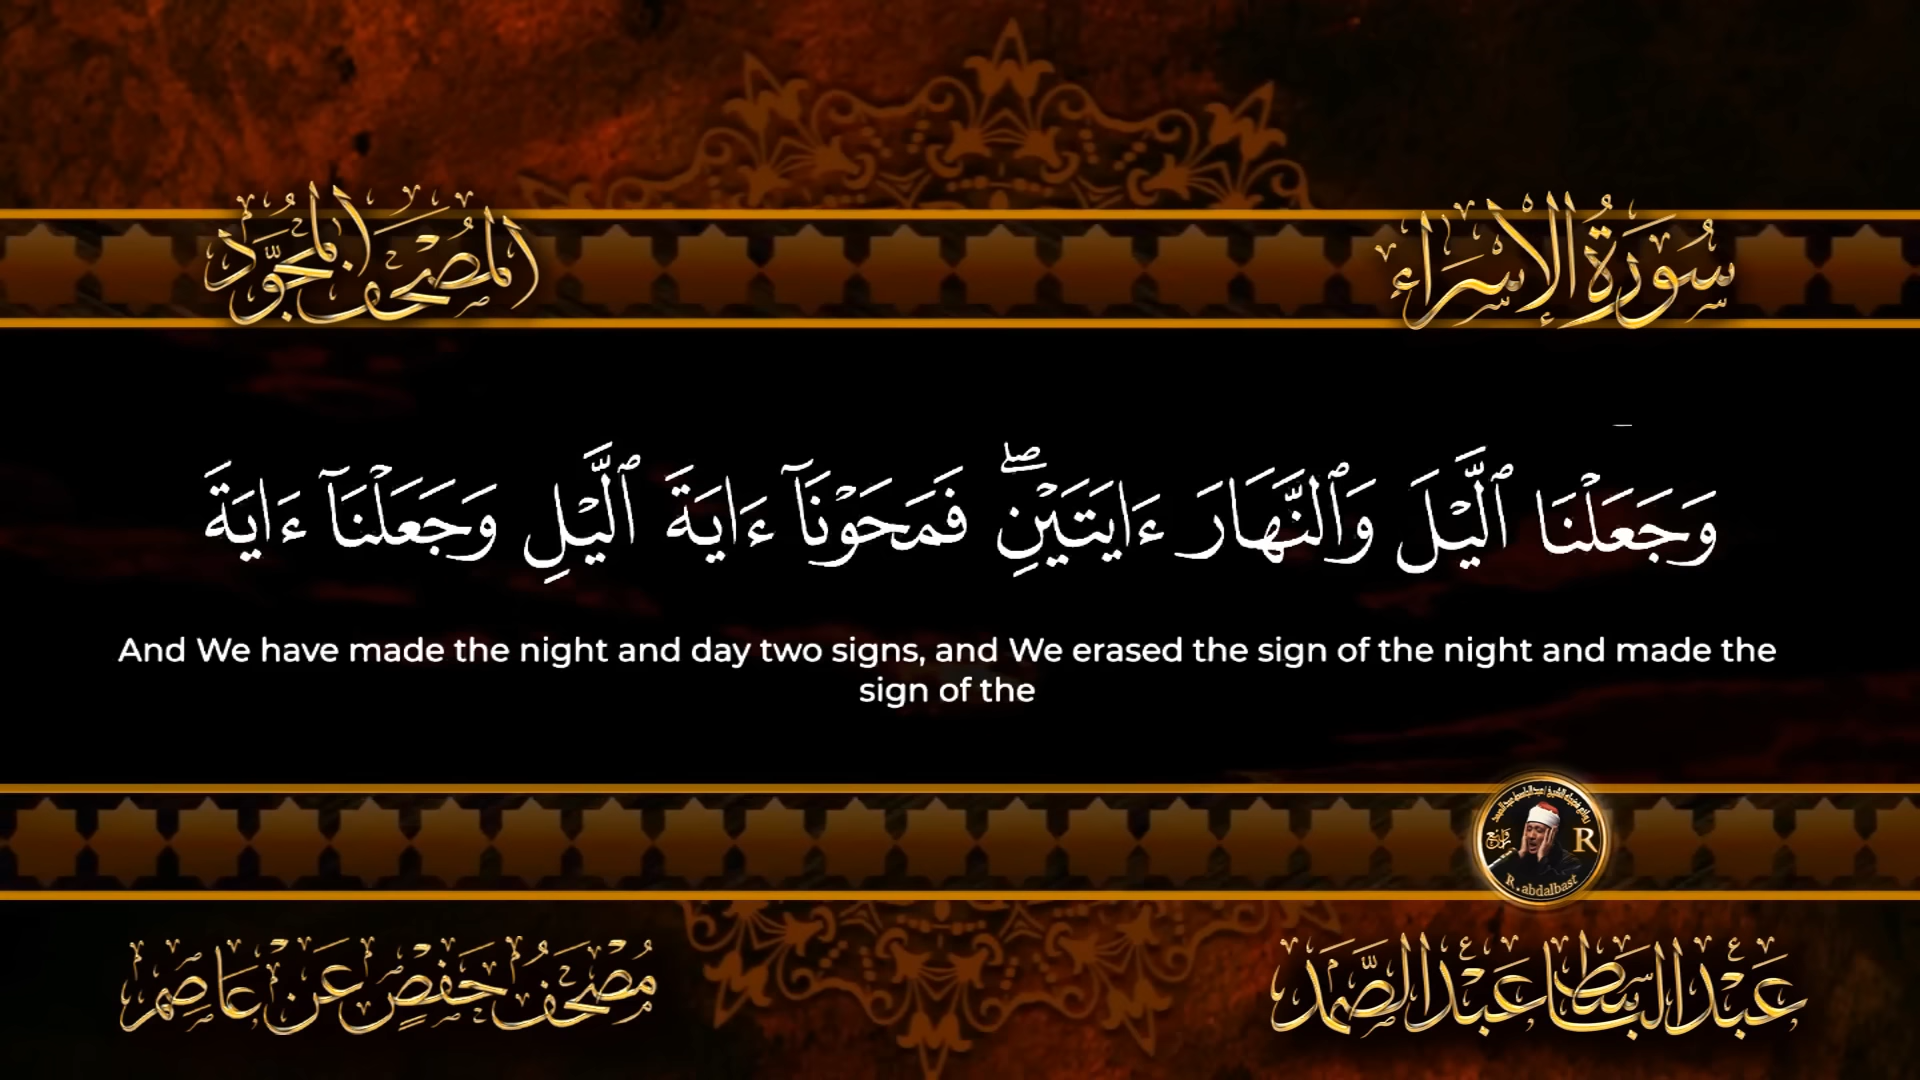 المُصْحَفُ المُجَوَّد
سُورَةُ الإِسْرَاء
وَجَعَلْنَا ٱلَّيْلَ وَٱلنَّهَارَ ءَايَتَيْنِۖ فَمَحَوْنَآ ءَايَةَ ٱلَّيْلِ وَجَعَلْنَآ ءَايَةَ
And We have made the night and day two signs, and We erased the sign of the night and made the
sign of the
R
R.abdalbast
مُصْحَفُ حَفْصٍ عَنْ عَاصِم
عَبْدُ البَاسِط عَبْدُ الصَّمَد